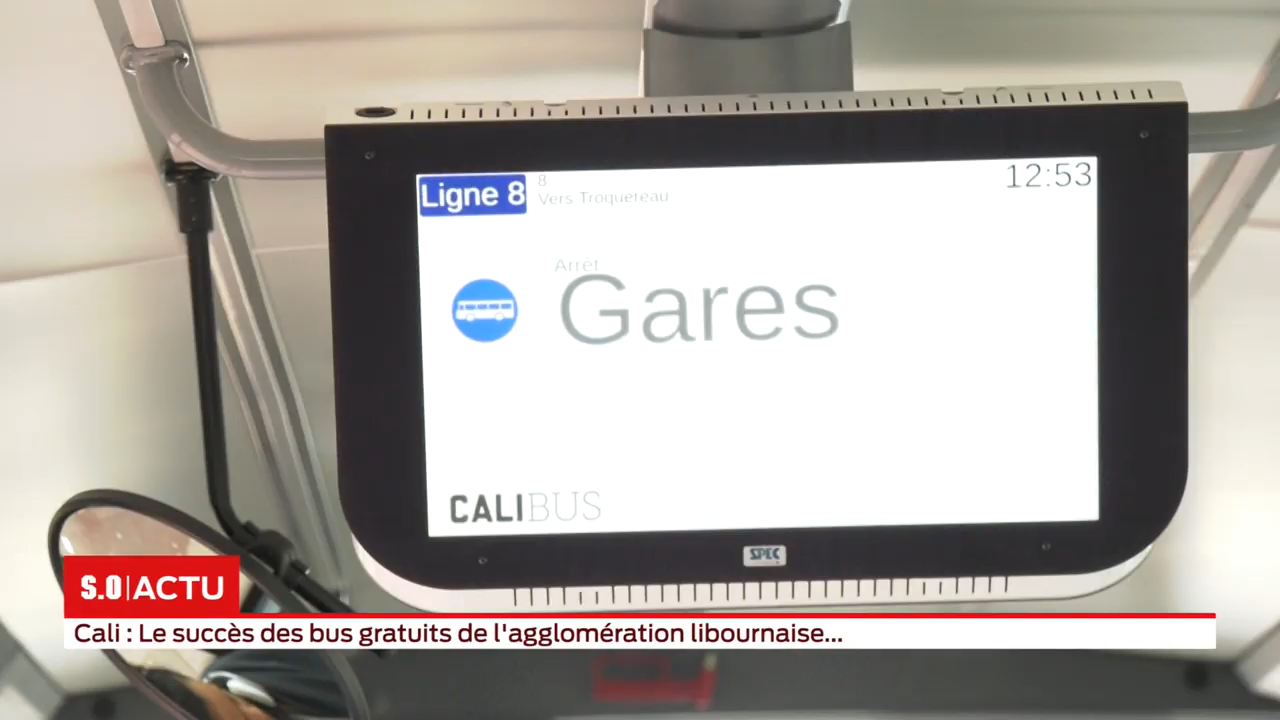 Ligne 8
8
Vers Troquereau
12:53
Arrêt
Gares
CALIBUS
SPEC
S.O|ACTU
Cali : Le succès des bus gratuits de l'agglomération libournaise...